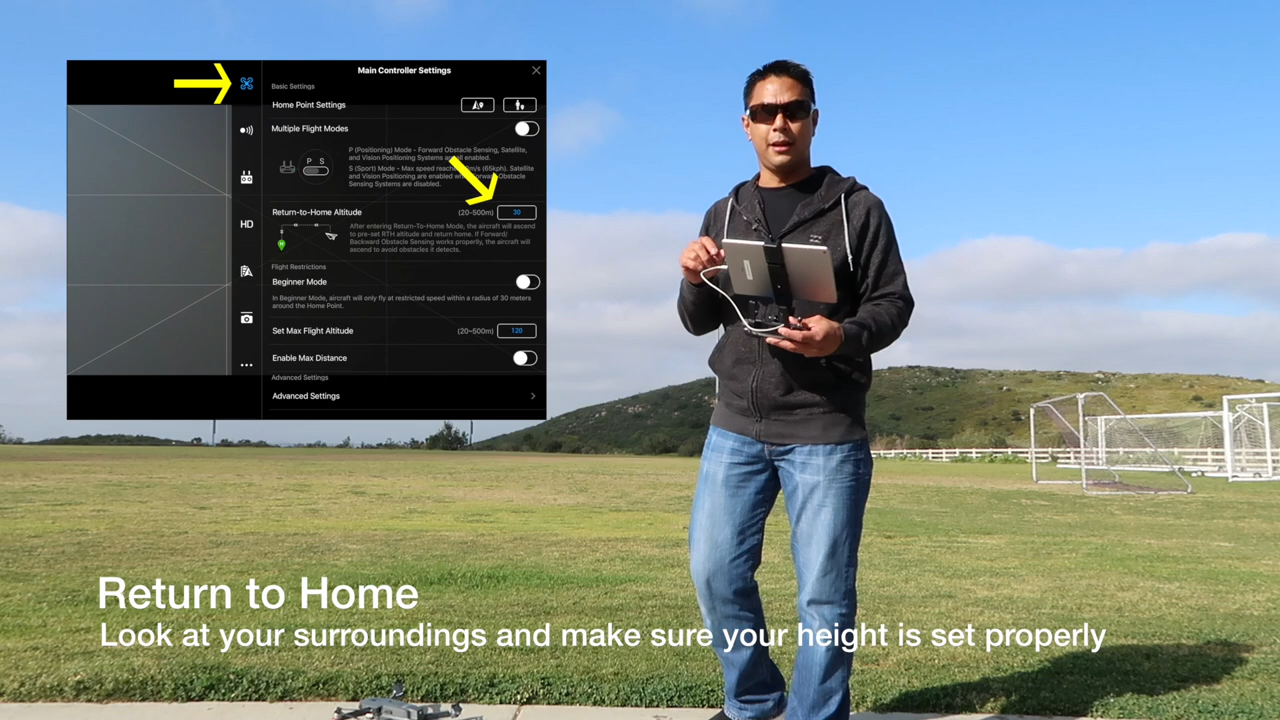 Main Controller Settings
Basic Settings
Home Point Settings
Multiple Flight Modes
P S
P (Positioning) Mode - Forward Obstacle Sensing, Satellite,
and Vision Positioning Systems are all enabled.
S (Sport) Mode - Max speed reaches (65kph). Satellite
and Vision Positioning are enabled Forward Obstacle
Sensing Systems are disabled.
HD
Return-to-Home Altitude (20-500m) 30
After entering Return-To-Home Mode, the aircraft will ascend
to pre-set RTH altitude and return home. If Forward/
Backward Obstacle Sensing works properly, the aircraft will
ascend to avoid obstacles it detects.
H
Flight Restrictions
Beginner Mode
In Beginner Mode, aircraft will only fly at restricted speed within a radius of 30 meters
around the Home Point.
Set Max Flight Altitude (20~500m) 120
Enable Max Distance
Advanced Settings
Advanced Settings
Return to Home
Look at your surroundings and make sure your height is set properly